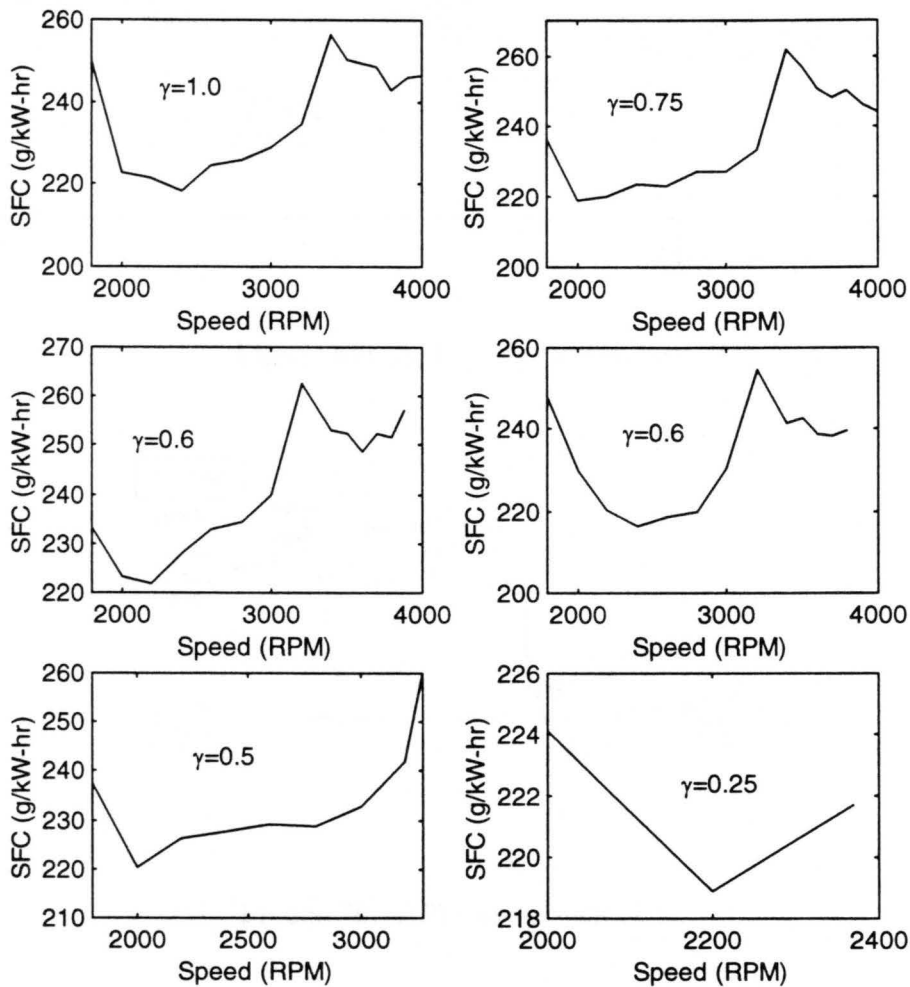 260
240
220
200
SFC (g/kW-hr)
γ=1.0
2000 3000 4000
Speed (RPM)
260
240
220
200
SFC (g/kW-hr)
γ=0.75
2000 3000 4000
Speed (RPM)
270
260
250
240
230
220
SFC (g/kW-hr)
γ=0.6
2000 3000 4000
Speed (RPM)
260
240
220
200
SFC (g/kW-hr)
γ=0.6
2000 3000 4000
Speed (RPM)
260
250
240
230
220
210
SFC (g/kW-hr)
γ=0.5
2000 2500 3000
Speed (RPM)
226
224
222
220
218
SFC (g/kW-hr)
γ=0.25
2000 2200 2400
Speed (RPM)